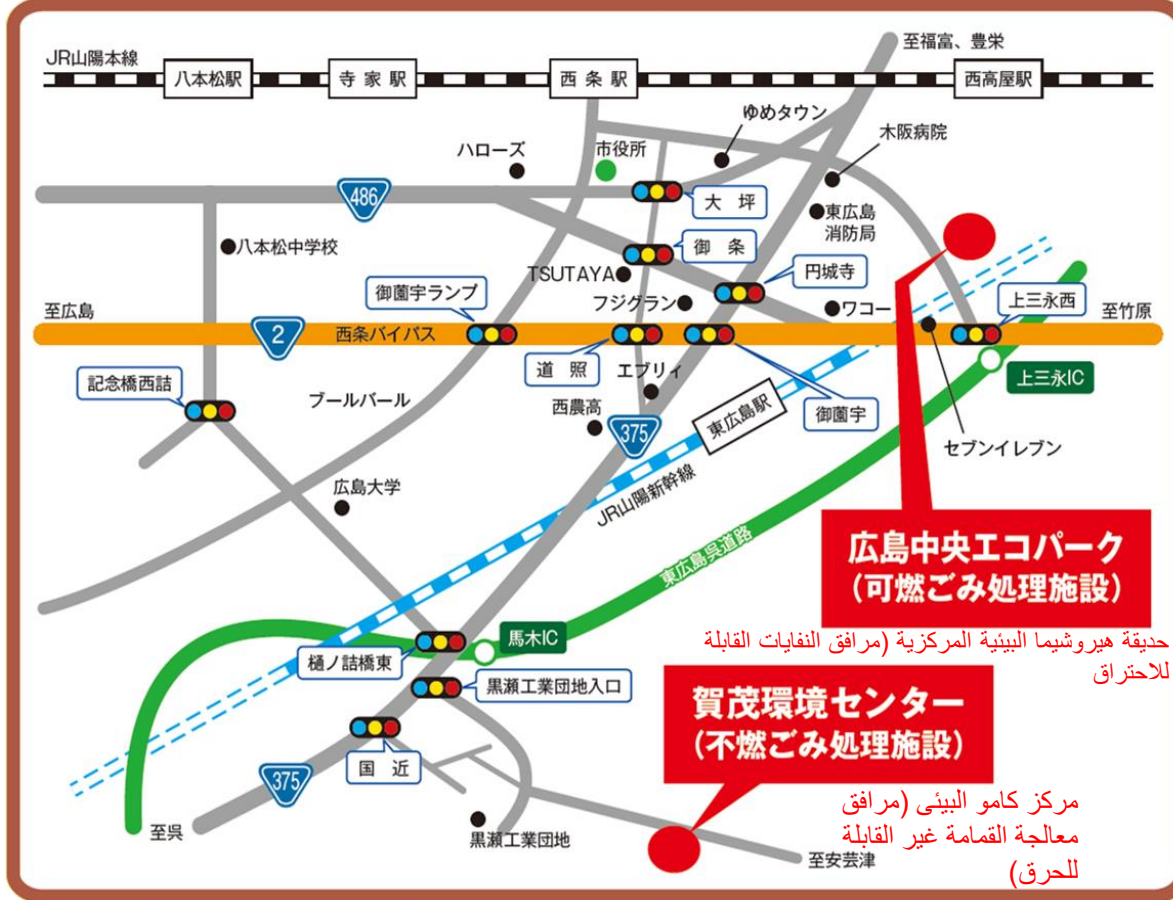 JR山陽本線
八本松駅
寺家駅
西条駅
西高屋駅
至福富、豊栄
ゆめタウン
木阪病院
ハローズ
市役所
486
大 坪
東広島
消防局
八本松中学校
御 条
TSUTAYA
円城寺
御薗宇ランプ
フジグラン
ワコー
上三永西
至広島
至竹原
2
西条バイパス
道 照
エブリィ
御薗宇
上三永IC
記念橋西詰
ブールバール
西農高
375
東広島駅
セブンイレブン
JR山陽新幹線
広島大学
東広島呉道路
広島中央エコパーク
(可燃ごみ処理施設)
حديقة هيروشيما البيئية المركزية (مرافق النفايات القابلة
للاحتراق
馬木IC
樋ノ詰橋東
黒瀬工業団地入口
賀茂環境センター
(不燃ごみ処理施設)
国 近
375
مركز كامو البيئى (مرافق
معالجة القمامة غير القابلة
للحرق)
至呉
黒瀬工業団地
至安芸津